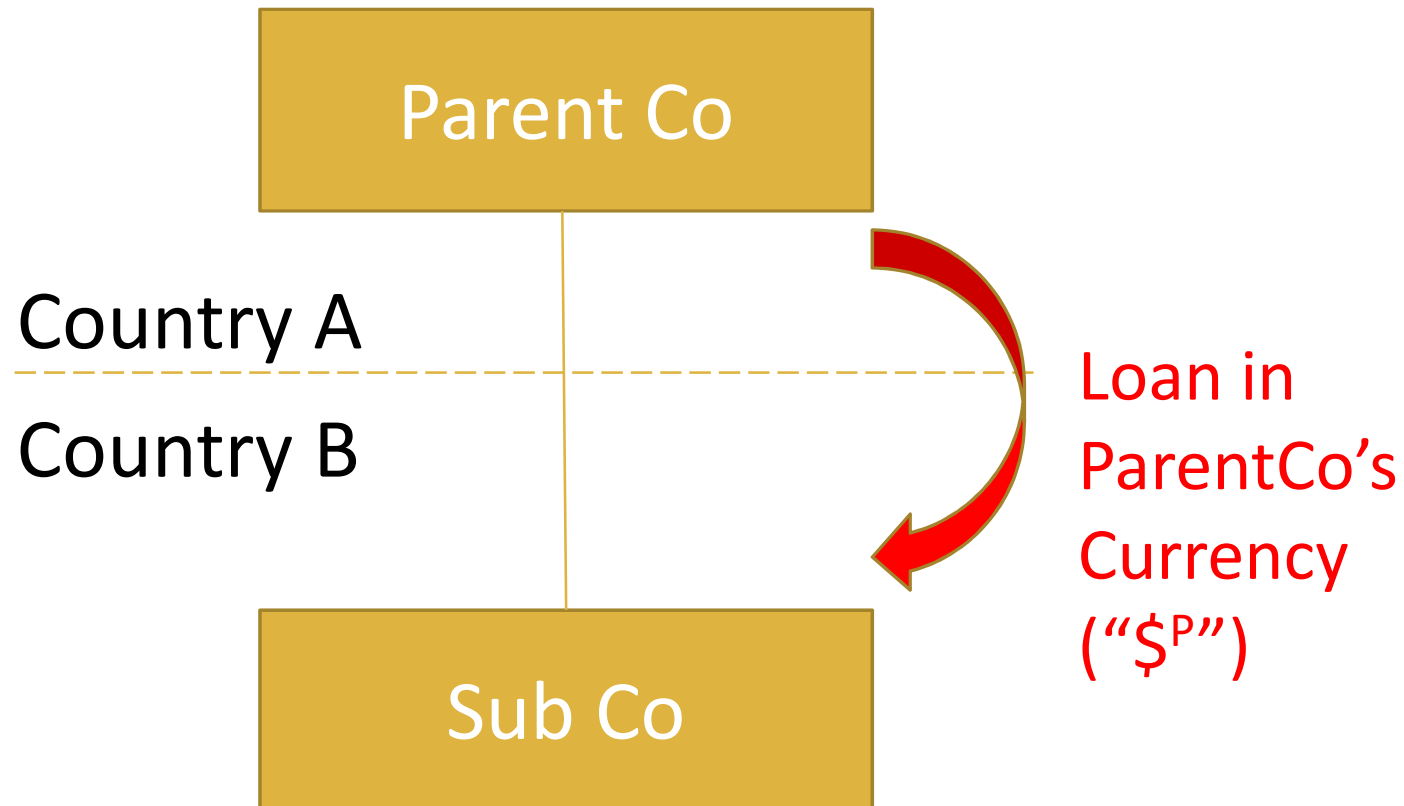 Parent Co
Country A
Country B
Loan in
ParentCo’s
Currency
(“$ᴾ”)
Sub Co